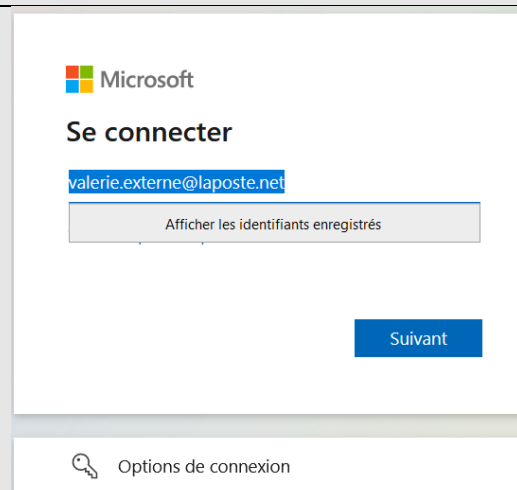 Microsoft
Se connecter
valerie.externe@laposte.net
Afficher les identifiants enregistrés
Suivant
Options de connexion